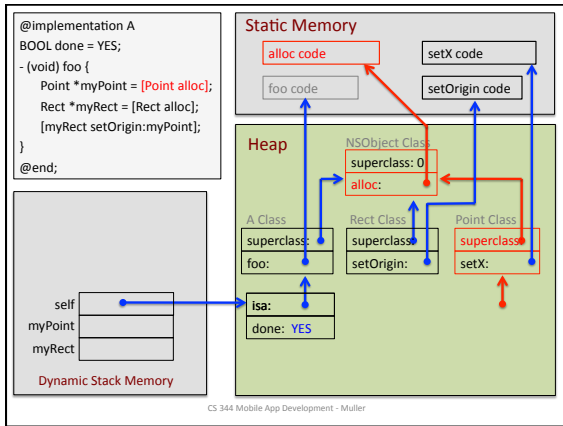 @implementation A
BOOL done = YES;
- (void) foo {
Point *myPoint = [Point alloc];
Rect *myRect = [Rect alloc];
[myRect setOrigin:myPoint];
}
@end;
Static Memory
alloc code
setX code
foo code
setOrigin code
Heap
NSObject Class
superclass: 0
alloc:
A Class
superclass:
foo:
Rect Class
superclass:
setOrigin:
Point Class
superclass:
setX:
isa:
done: YES
self
myPoint
myRect
Dynamic Stack Memory
CS 344 Mobile App Development - Muller